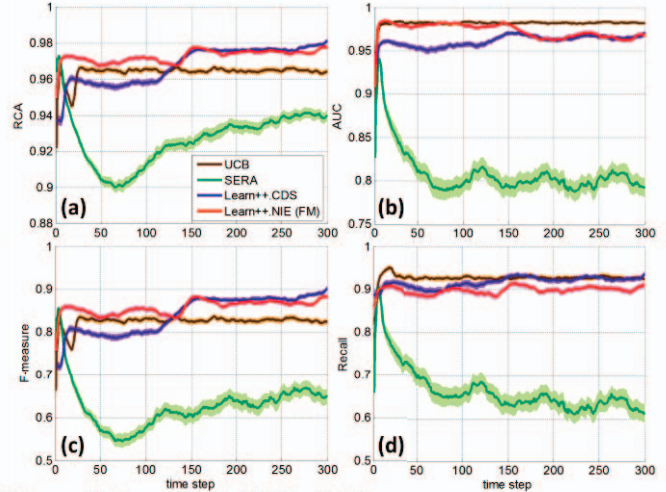 1
0.98
0.96
0.94
0.92
0.9
0.88
RCA
0 50 100 150 200 250 300
UCB
SERA
Learn++.CDS
Learn++.NIE (FM)
(a)
1
0.95
0.9
0.85
0.8
0.75
AUC
0 50 100 150 200 250 300
(b)
1
0.9
0.8
0.7
0.6
0.5
F-measure
0 50 100 150 200 250 300
time step
(c)
1
0.9
0.8
0.7
0.6
0.5
Recall
0 50 100 150 200 250 300
time step
(d)